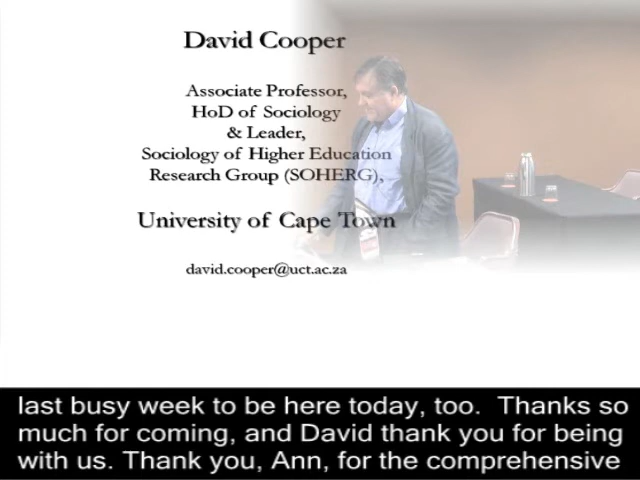 David Cooper
Associate Professor,
HoD of Sociology
& Leader,
Sociology of Higher Education
Research Group (SOHERG),
University of Cape Town
david.cooper@uct.ac.za
last busy week to be here today, too.  Thanks so
much for coming, and David thank you for being
with us. Thank you, Ann, for the comprehensive